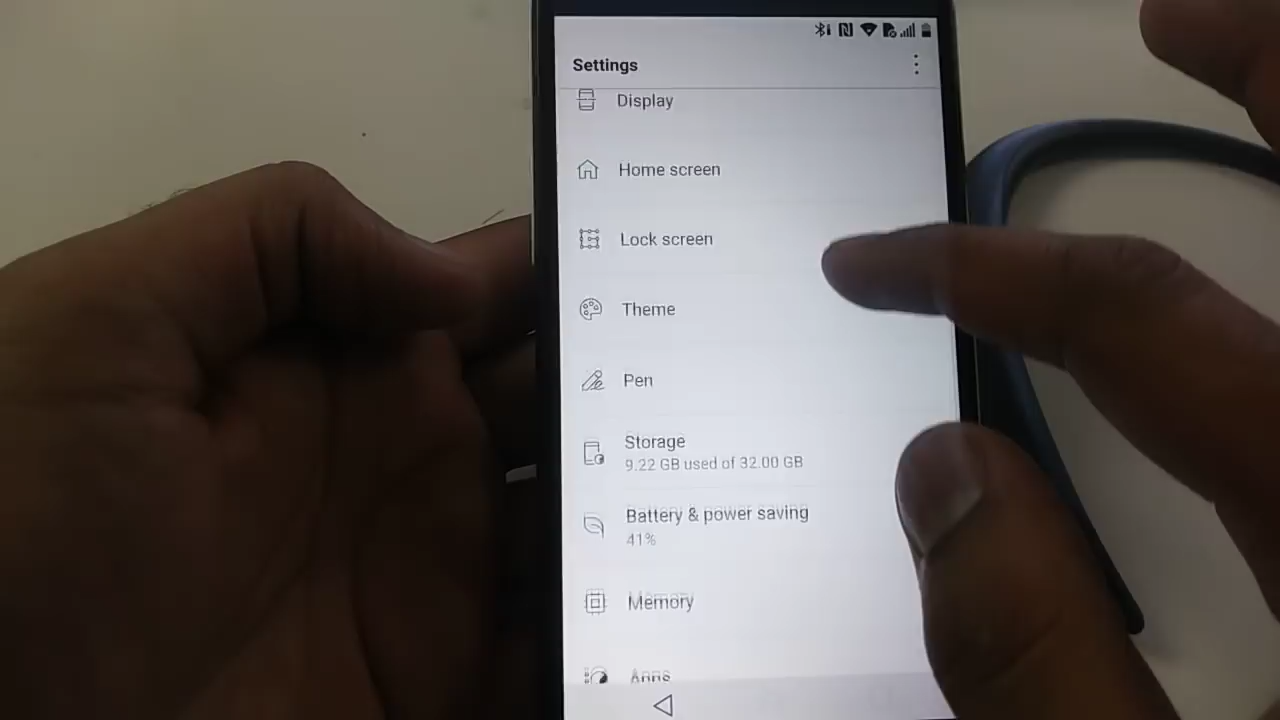 Settings
Display
Home screen
Lock screen
Theme
Pen
Storage
9.22 GB used of 32.00 GB
Battery & power saving
41%
Memory
Apps